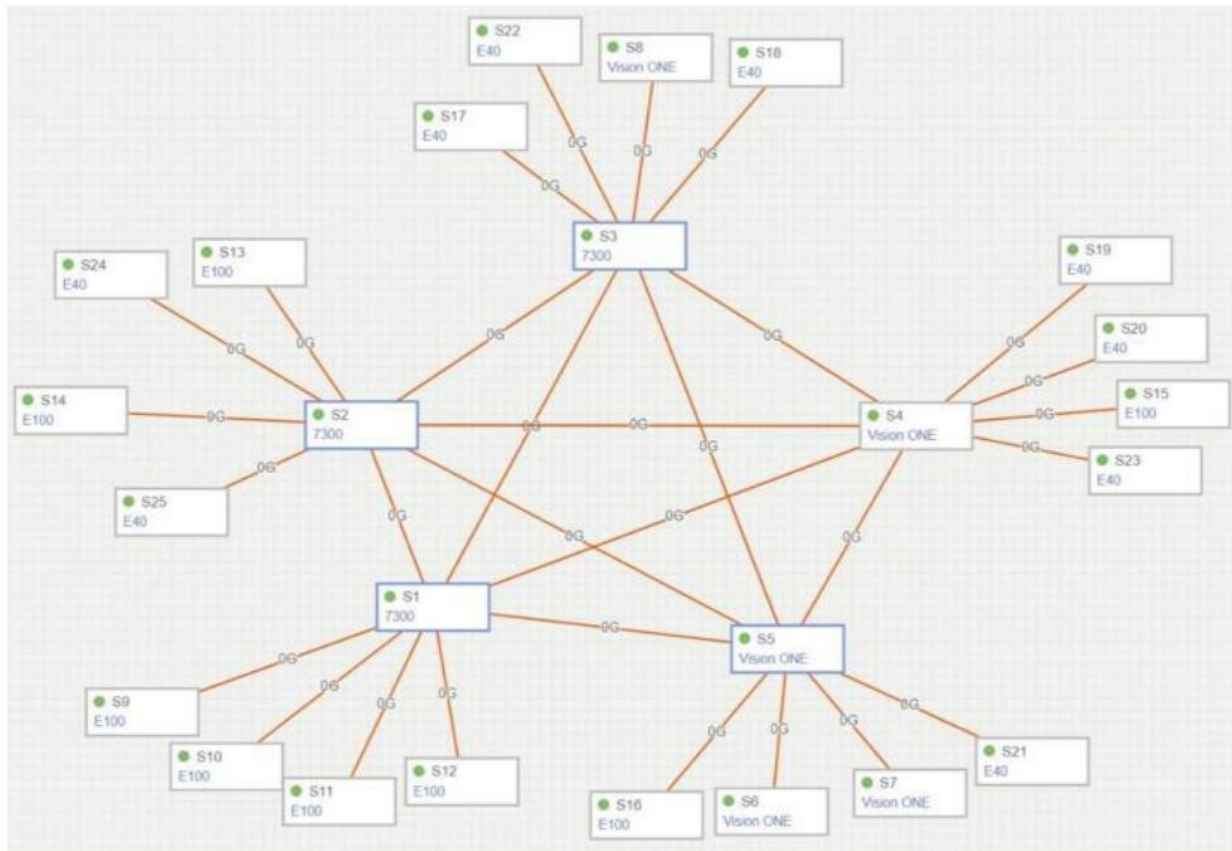 S22
E40
S8
Vision ONE
S18
E40
S17
E40
0G
0G
0G
0G
S3
7300
S24
E40
S13
E100
S19
E40
0G
0G
0G
0G
0G
S20
E40
0G
S14
E100
0G
S2
7300
0G
0G
0G
S4
Vision ONE
0G
S15
E100
0G
S23
E40
S25
E40
0G
0G
0G
0G
0G
S1
7300
0G
S5
Vision ONE
S9
E100
0G
0G
0G
0G
S10
E100
S11
E100
S12
E100
0G
0G
0G
0G
S16
E100
S6
Vision ONE
S7
Vision ONE
S21
E40